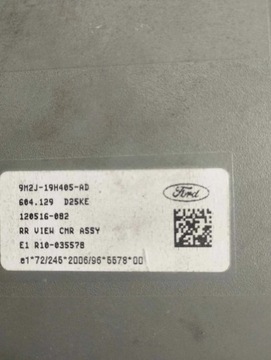 Ford
9M2J-19H405-AD
604.129 D25KE
120516-082
RR VIEW CMR ASSY
E1 R10-035578
e1*72/245*2006/96*5578*00